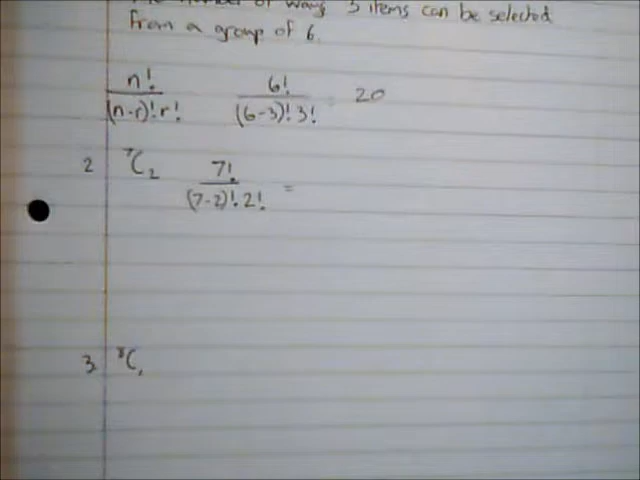 number of ways 3 items can be selected
from a group of 6.
n!/(n-r)!r! 6!/(6-3)!3! = 20
2 ⁷C₂ 7!/(7-2)!2! =
3. ⁸C₁